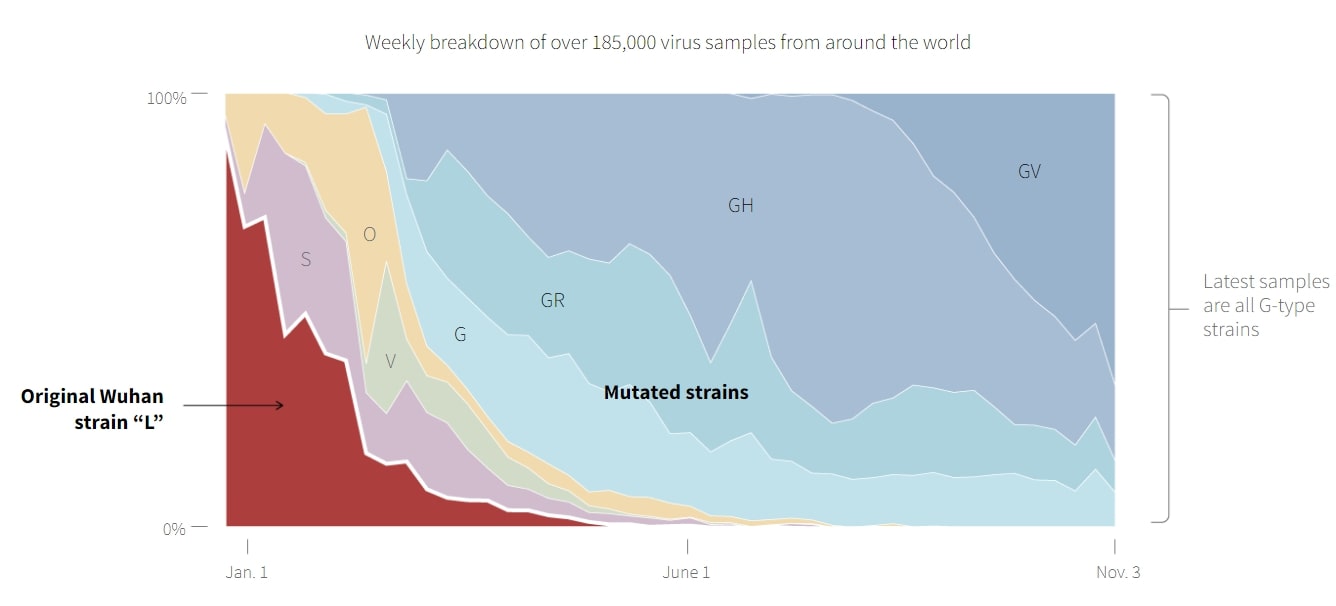 Weekly breakdown of over 185,000 virus samples from around the world
100%
GV
GH
O
S
Latest samples
are all G-type
strains
GR
G
V
Mutated strains
Original Wuhan
strain “L”
0%
Jan. 1
June 1
Nov. 3